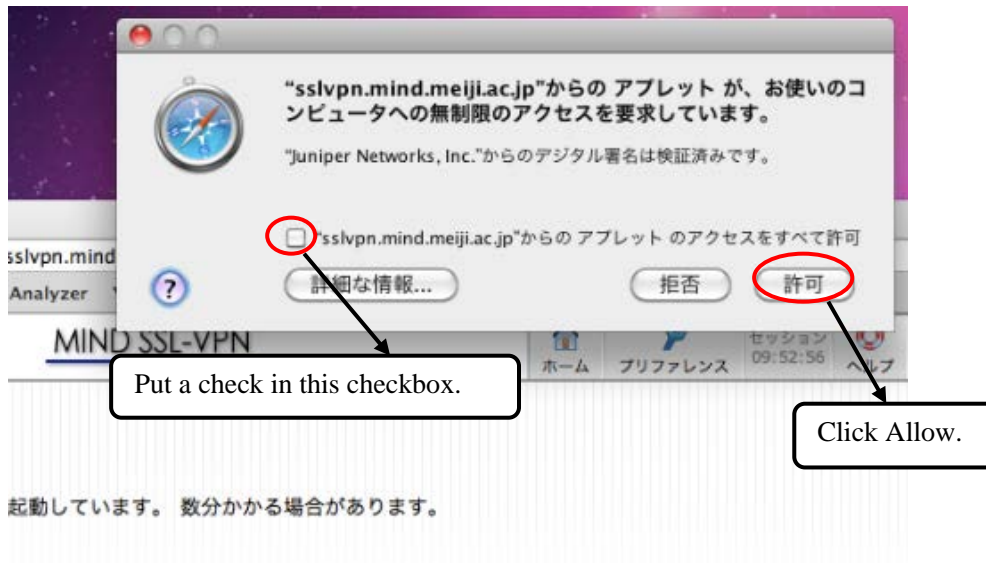 “sslvpn.mind.meiji.ac.jp”からの アプレット が、お使いのコ
ンピュータへの無制限のアクセスを要求しています。
“Juniper Networks, Inc.”からのデジタル署名は検証済みです。
“sslvpn.mind.meiji.ac.jp”からの アプレット のアクセスをすべて許可
sslvpn.mind
Analyzer
?
詳細な情報...
拒否
許可
MIND SSL-VPN
ホーム
プリファレンス
セッション
09:52:56
ヘルプ
Put a check in this checkbox.
Click Allow.
起動しています。 数分かかる場合があります。